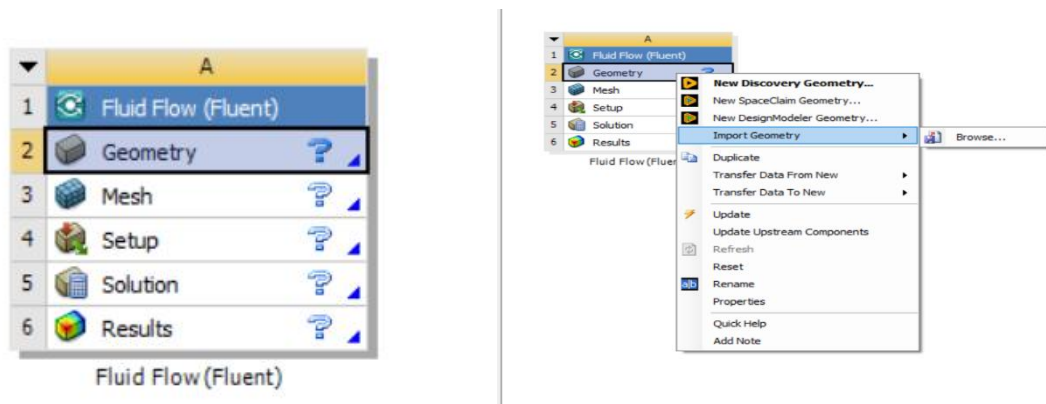 A
1 Fluid Flow (Fluent)
2 Geometry ?
3 Mesh ?
4 Setup ?
5 Solution ?
6 Results ?
Fluid Flow (Fluent)
A
1 Fluid Flow (Fluent)
2 Geometry
3 Mesh
4 Setup
5 Solution
6 Results
Fluid Flow (Fluer
New Discovery Geometry...
New SpaceClaim Geometry...
New DesignModeler Geometry...
Import Geometry
Browse...
Duplicate
Transfer Data From New
Transfer Data To New
Update
Update Upstream Components
Refresh
Reset
a|b Rename
Properties
Quick Help
Add Note